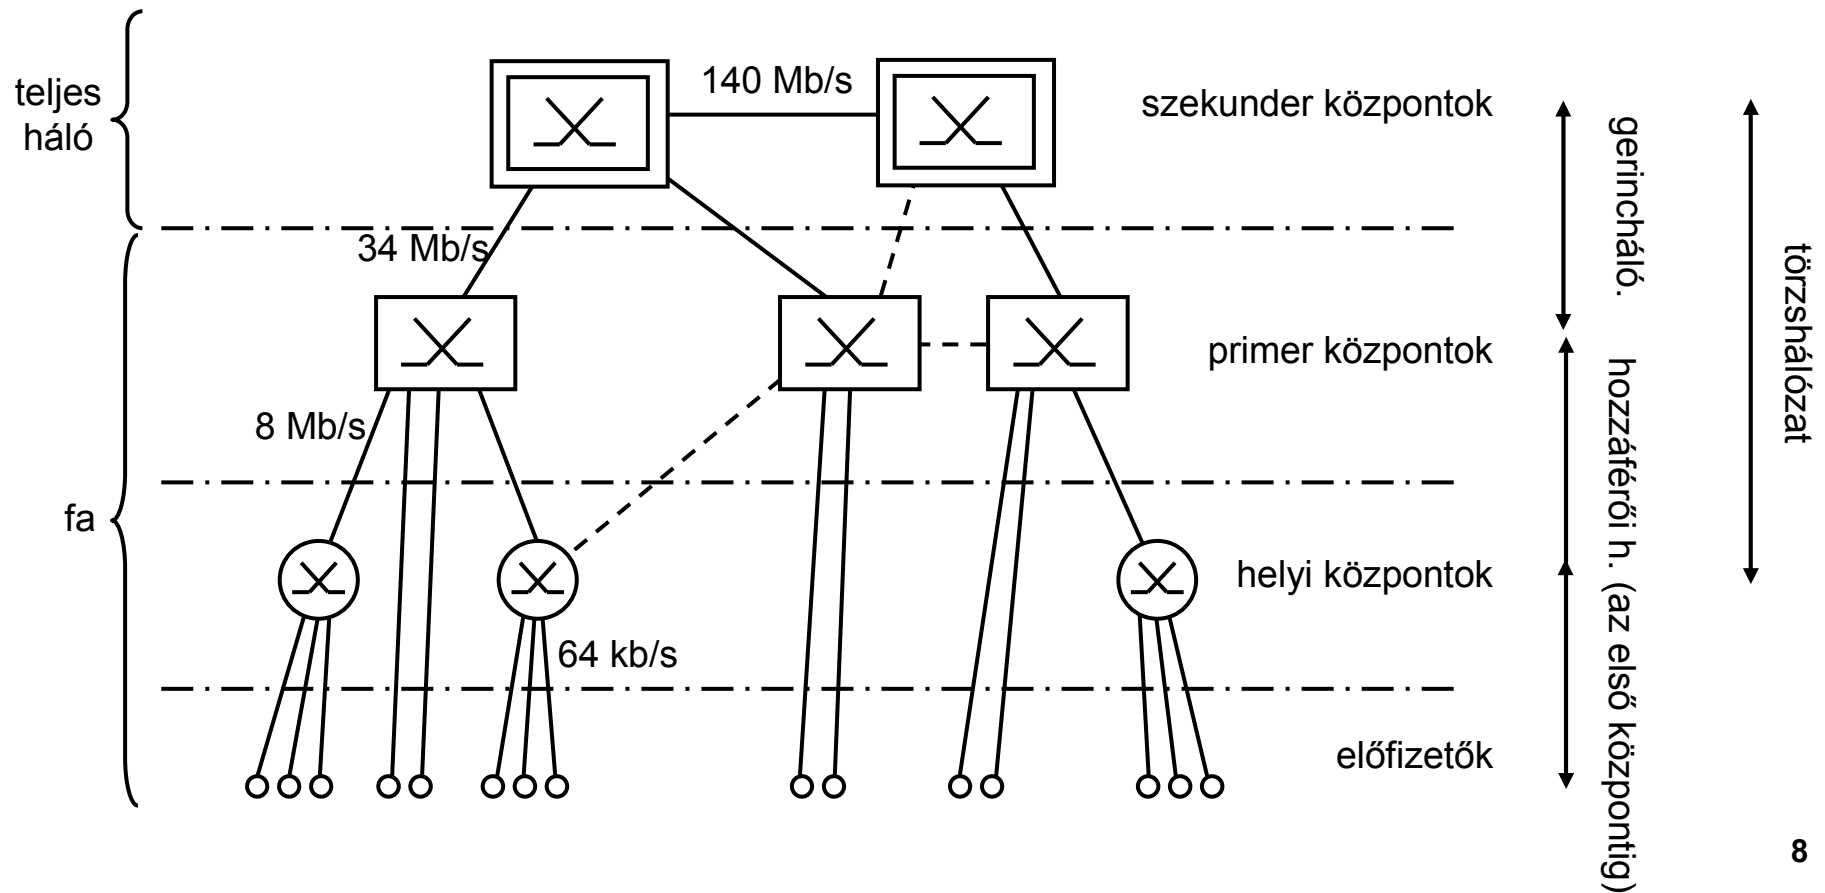 teljes
háló
140 Mb/s
szekunder központok
34 Mb/s
primer központok
8 Mb/s
fa
helyi központok
64 kb/s
előfizetők
gerincháló.
hozzáférői h. (az első központig)
törzshálózat
8